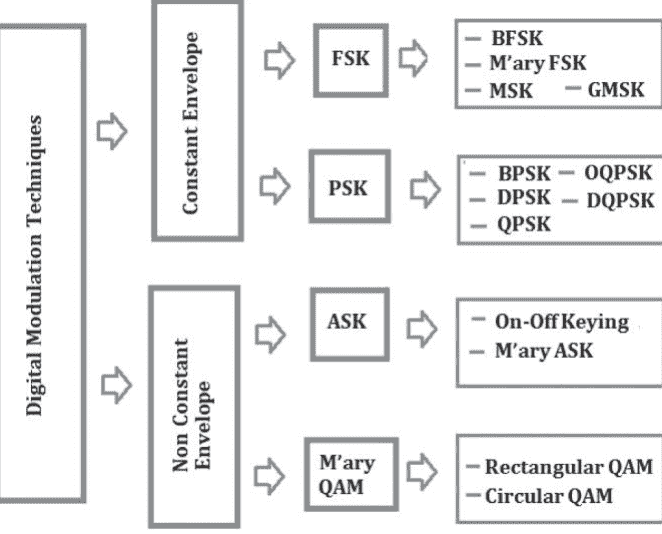 Digital Modulation Techniques
Constant Envelope
FSK
– BFSK
– M'ary FSK
– MSK – GMSK
PSK
– BPSK – OQPSK
– DPSK – DQPSK
– QPSK
Non Constant
Envelope
ASK
– On-Off Keying
– M'ary ASK
M'ary
QAM
– Rectangular QAM
– Circular QAM